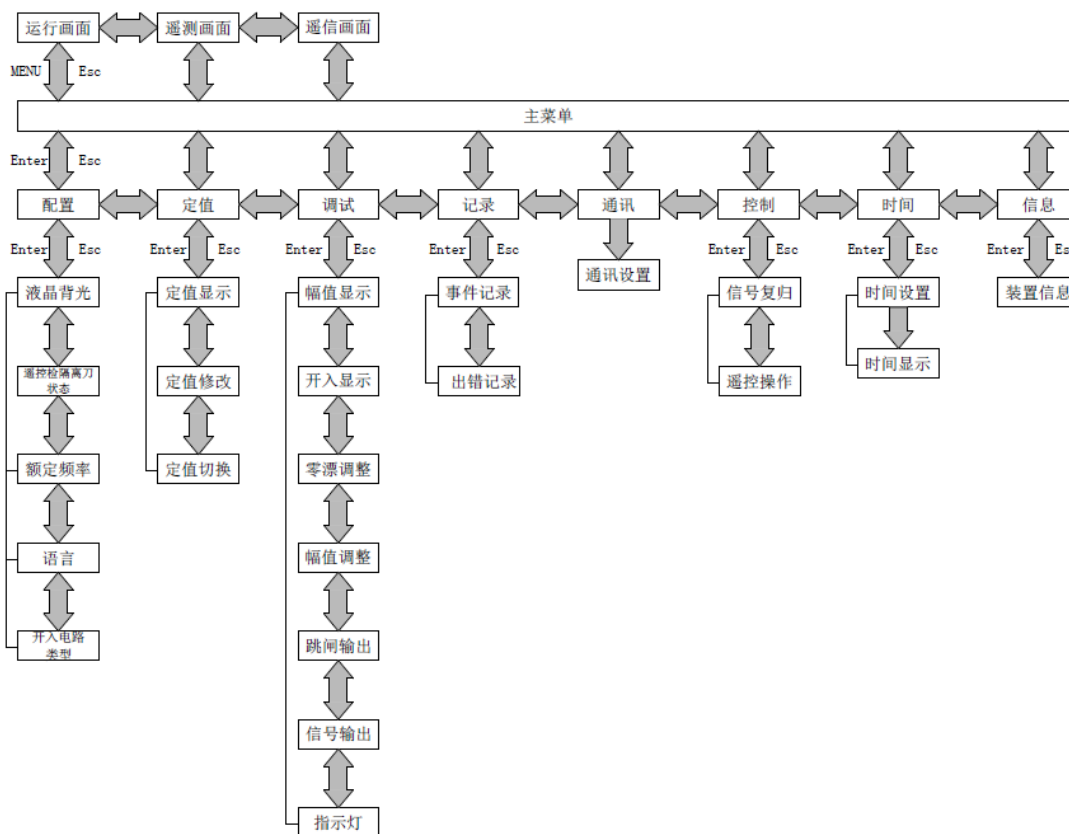 运行画面 遥测画面 遥信画面
MENU Esc
主菜单
Enter Esc
配置 定值 调试 记录 通讯 控制 时间 信息
Enter Esc Enter Esc Enter Esc Enter Esc Enter Esc Enter Esc Enter Es
通讯设置
液晶背光 定值显示 幅值显示 事件记录 信号复归 时间设置 装置信息
时间显示
遥控检隔离刀
状态
定值修改 开入显示 出错记录 遥控操作
额定频率 定值切换 零漂调整
语言 幅值调整
开入电路
类型
跳闸输出
信号输出
指示灯